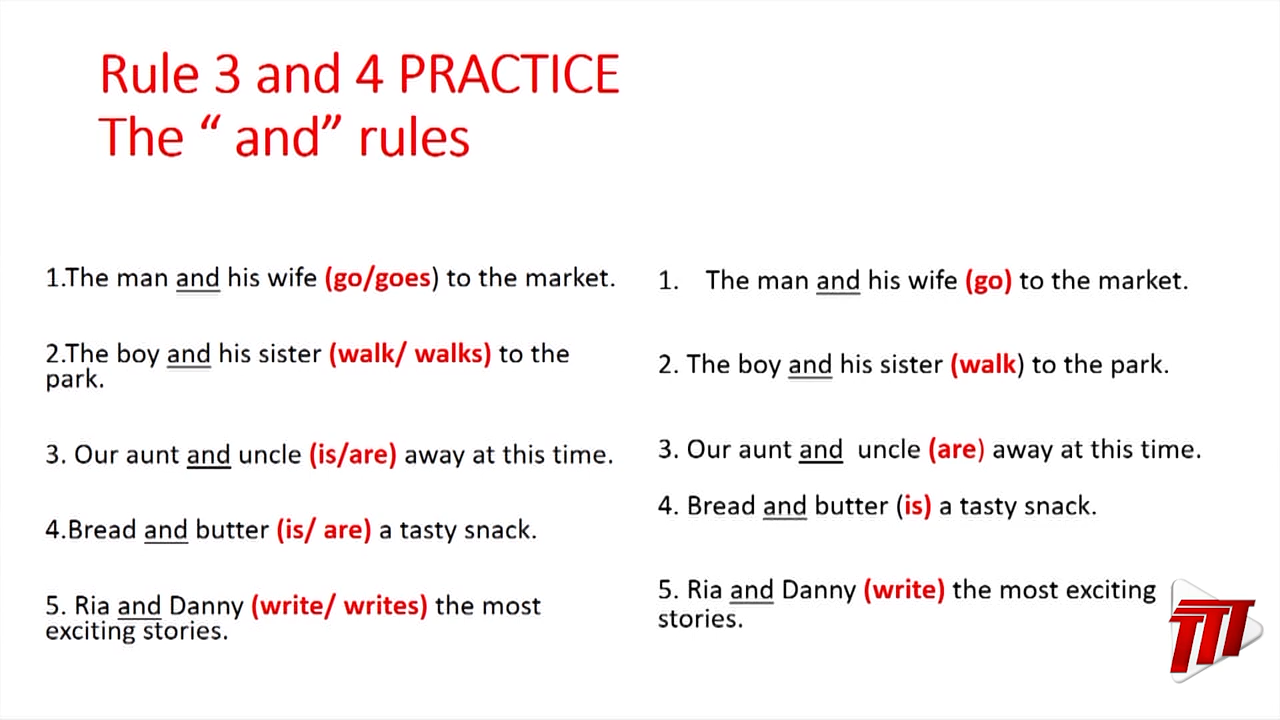 Rule 3 and 4 PRACTICE
The “ and” rules
1.The man and his wife (go/goes) to the market.
2.The boy and his sister (walk/ walks) to the
park.
3. Our aunt and uncle (is/are) away at this time.
4.Bread and butter (is/ are) a tasty snack.
5. Ria and Danny (write/ writes) the most
exciting stories.
1. The man and his wife (go) to the market.
2. The boy and his sister (walk) to the park.
3. Our aunt and uncle (are) away at this time.
4. Bread and butter (is) a tasty snack.
5. Ria and Danny (write) the most exciting
stories.
TTT